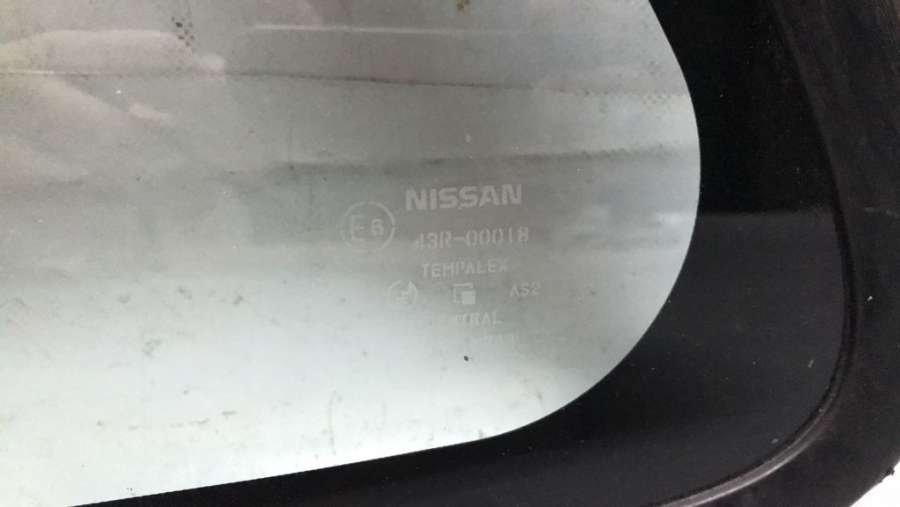 NISSAN
E6 43R-00018
TEMPALEX
AS2